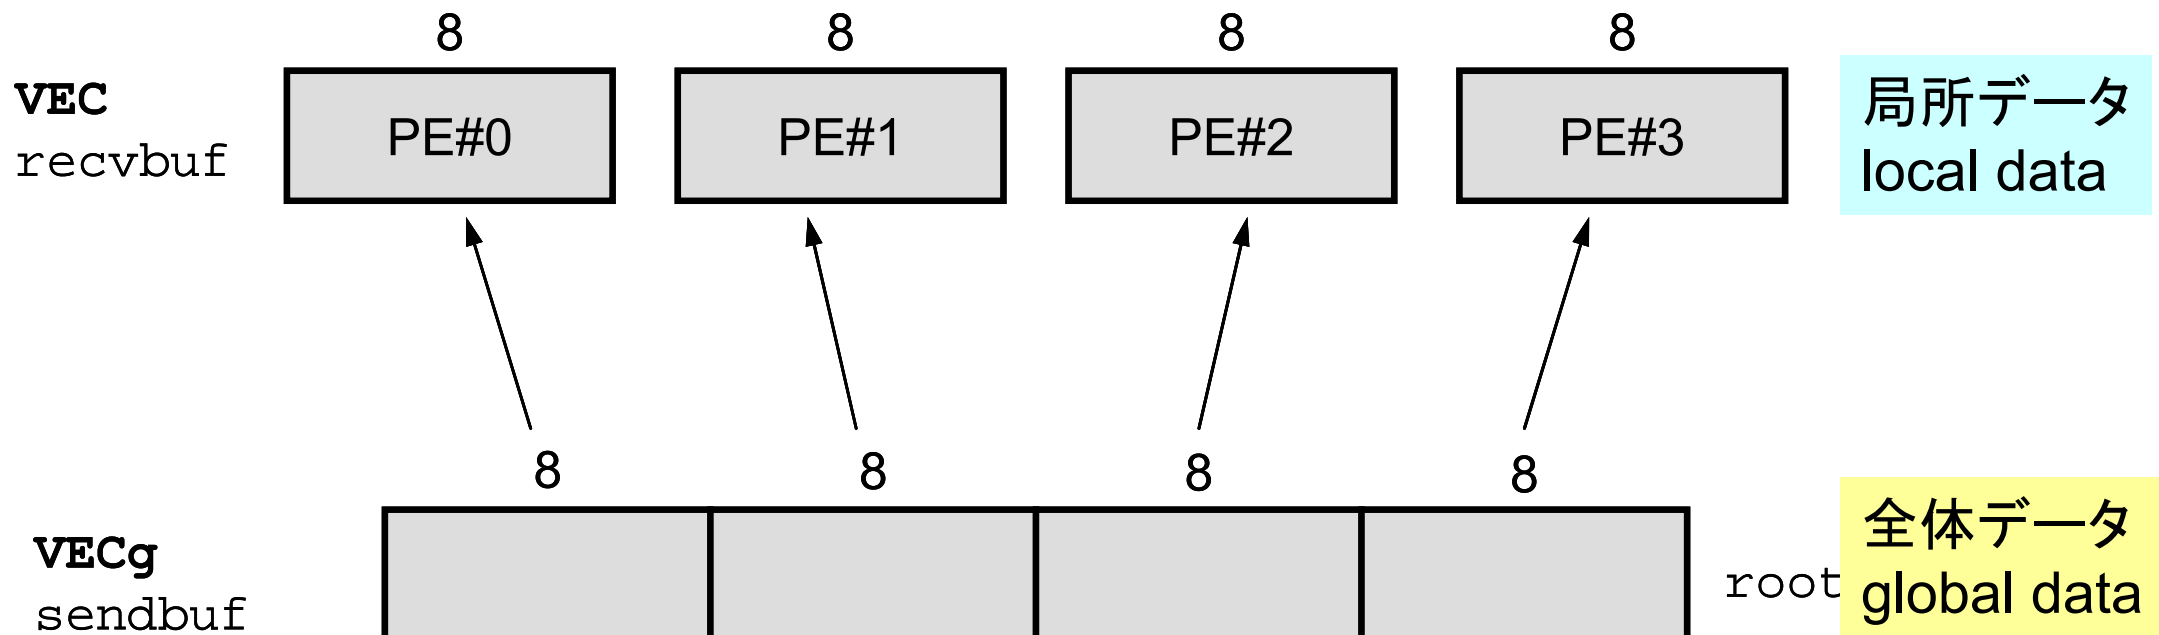 8 8 8 8
VEC
recvbuf
PE#0 PE#1 PE#2 PE#3
局所データ
local data
8 8 8 8
VECg
sendbuf
root
全体データ
global data